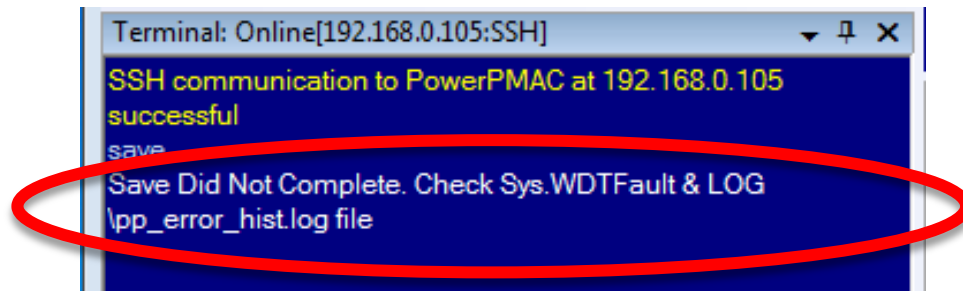 Terminal: Online[192.168.0.105:SSH]
SSH communication to PowerPMAC at 192.168.0.105
successful
save
Save Did Not Complete. Check Sys.WDTFault & LOG
\pp_error_hist.log file